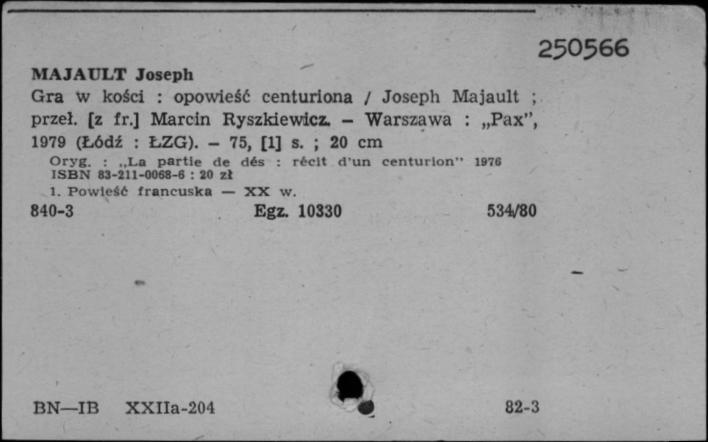 250566
MAJAULT Joseph
Gra w kości : opowieść centuriona / Joseph Majault ;
przeł. [z fr.] Marcin Ryszkiewicz. – Warszawa : „Pax”,
1979 (Łódź : ŁZG). – 75, [1] s. ; 20 cm
Oryg. : „La partie de dés : récit d'un centurion” 1976
ISBN 83-211-0068-6 : 20 zł
1. Powieść francuska — XX w.
840-3 Egz. 10330 534/80
BN—IB XXIIa-204 82-3